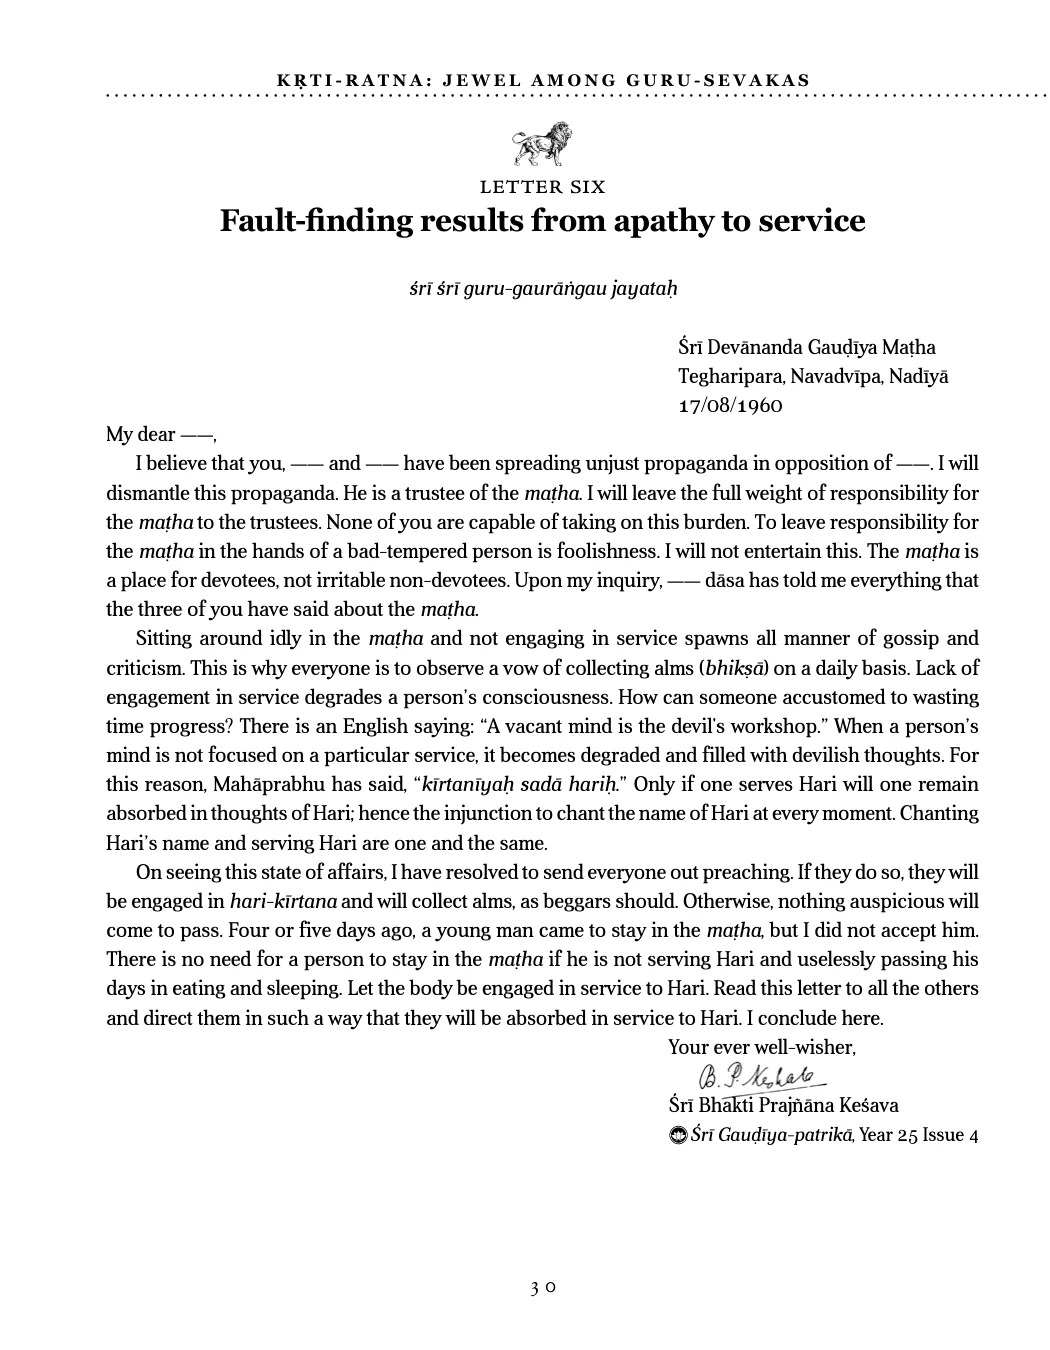 KṚTI-RATNA: JEWEL AMONG GURU-SEVAKAS
LETTER SIX
Fault-finding results from apathy to service
śrī śrī guru-gaurāṅgau jayataḥ
Śrī Devānanda Gauḍīya Maṭha
Tegharipara, Navadvīpa, Nadīyā
17/08/1960
My dear ——,
I believe that you, —— and —— have been spreading unjust propaganda in opposition of ——. I will
dismantle this propaganda. He is a trustee of the maṭha. I will leave the full weight of responsibility for
the maṭha to the trustees. None of you are capable of taking on this burden. To leave responsibility for
the maṭha in the hands of a bad-tempered person is foolishness. I will not entertain this. The maṭha is
a place for devotees, not irritable non-devotees. Upon my inquiry, —— dāsa has told me everything that
the three of you have said about the maṭha.
Sitting around idly in the maṭha and not engaging in service spawns all manner of gossip and
criticism. This is why everyone is to observe a vow of collecting alms (bhikṣā) on a daily basis. Lack of
engagement in service degrades a person's consciousness. How can someone accustomed to wasting
time progress? There is an English saying: “A vacant mind is the devil's workshop.” When a person's
mind is not focused on a particular service, it becomes degraded and filled with devilish thoughts. For
this reason, Mahāprabhu has said, “kīrtanīyaḥ sadā hariḥ.” Only if one serves Hari will one remain
absorbed in thoughts of Hari; hence the injunction to chant the name of Hari at every moment. Chanting
Hari's name and serving Hari are one and the same.
On seeing this state of affairs, I have resolved to send everyone out preaching. If they do so, they will
be engaged in hari-kīrtana and will collect alms, as beggars should. Otherwise, nothing auspicious will
come to pass. Four or five days ago, a young man came to stay in the maṭha, but I did not accept him.
There is no need for a person to stay in the maṭha if he is not serving Hari and uselessly passing his
days in eating and sleeping. Let the body be engaged in service to Hari. Read this letter to all the others
and direct them in such a way that they will be absorbed in service to Hari. I conclude here.
Your ever well-wisher,
B. P. Keshab
Śrī Bhakti Prajñāna Keśava
Śrī Gauḍīya-patrikā, Year 25 Issue 4
30